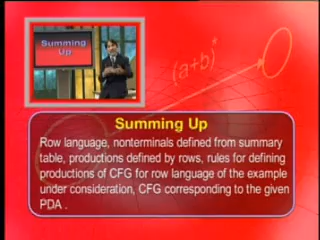 Summing
Up
(a+b)*
Summing Up
Row language, nonterminals defined from summary
table, productions defined by rows, rules for defining
productions of CFG for row language of the example
under consideration, CFG corresponding to the given
PDA .